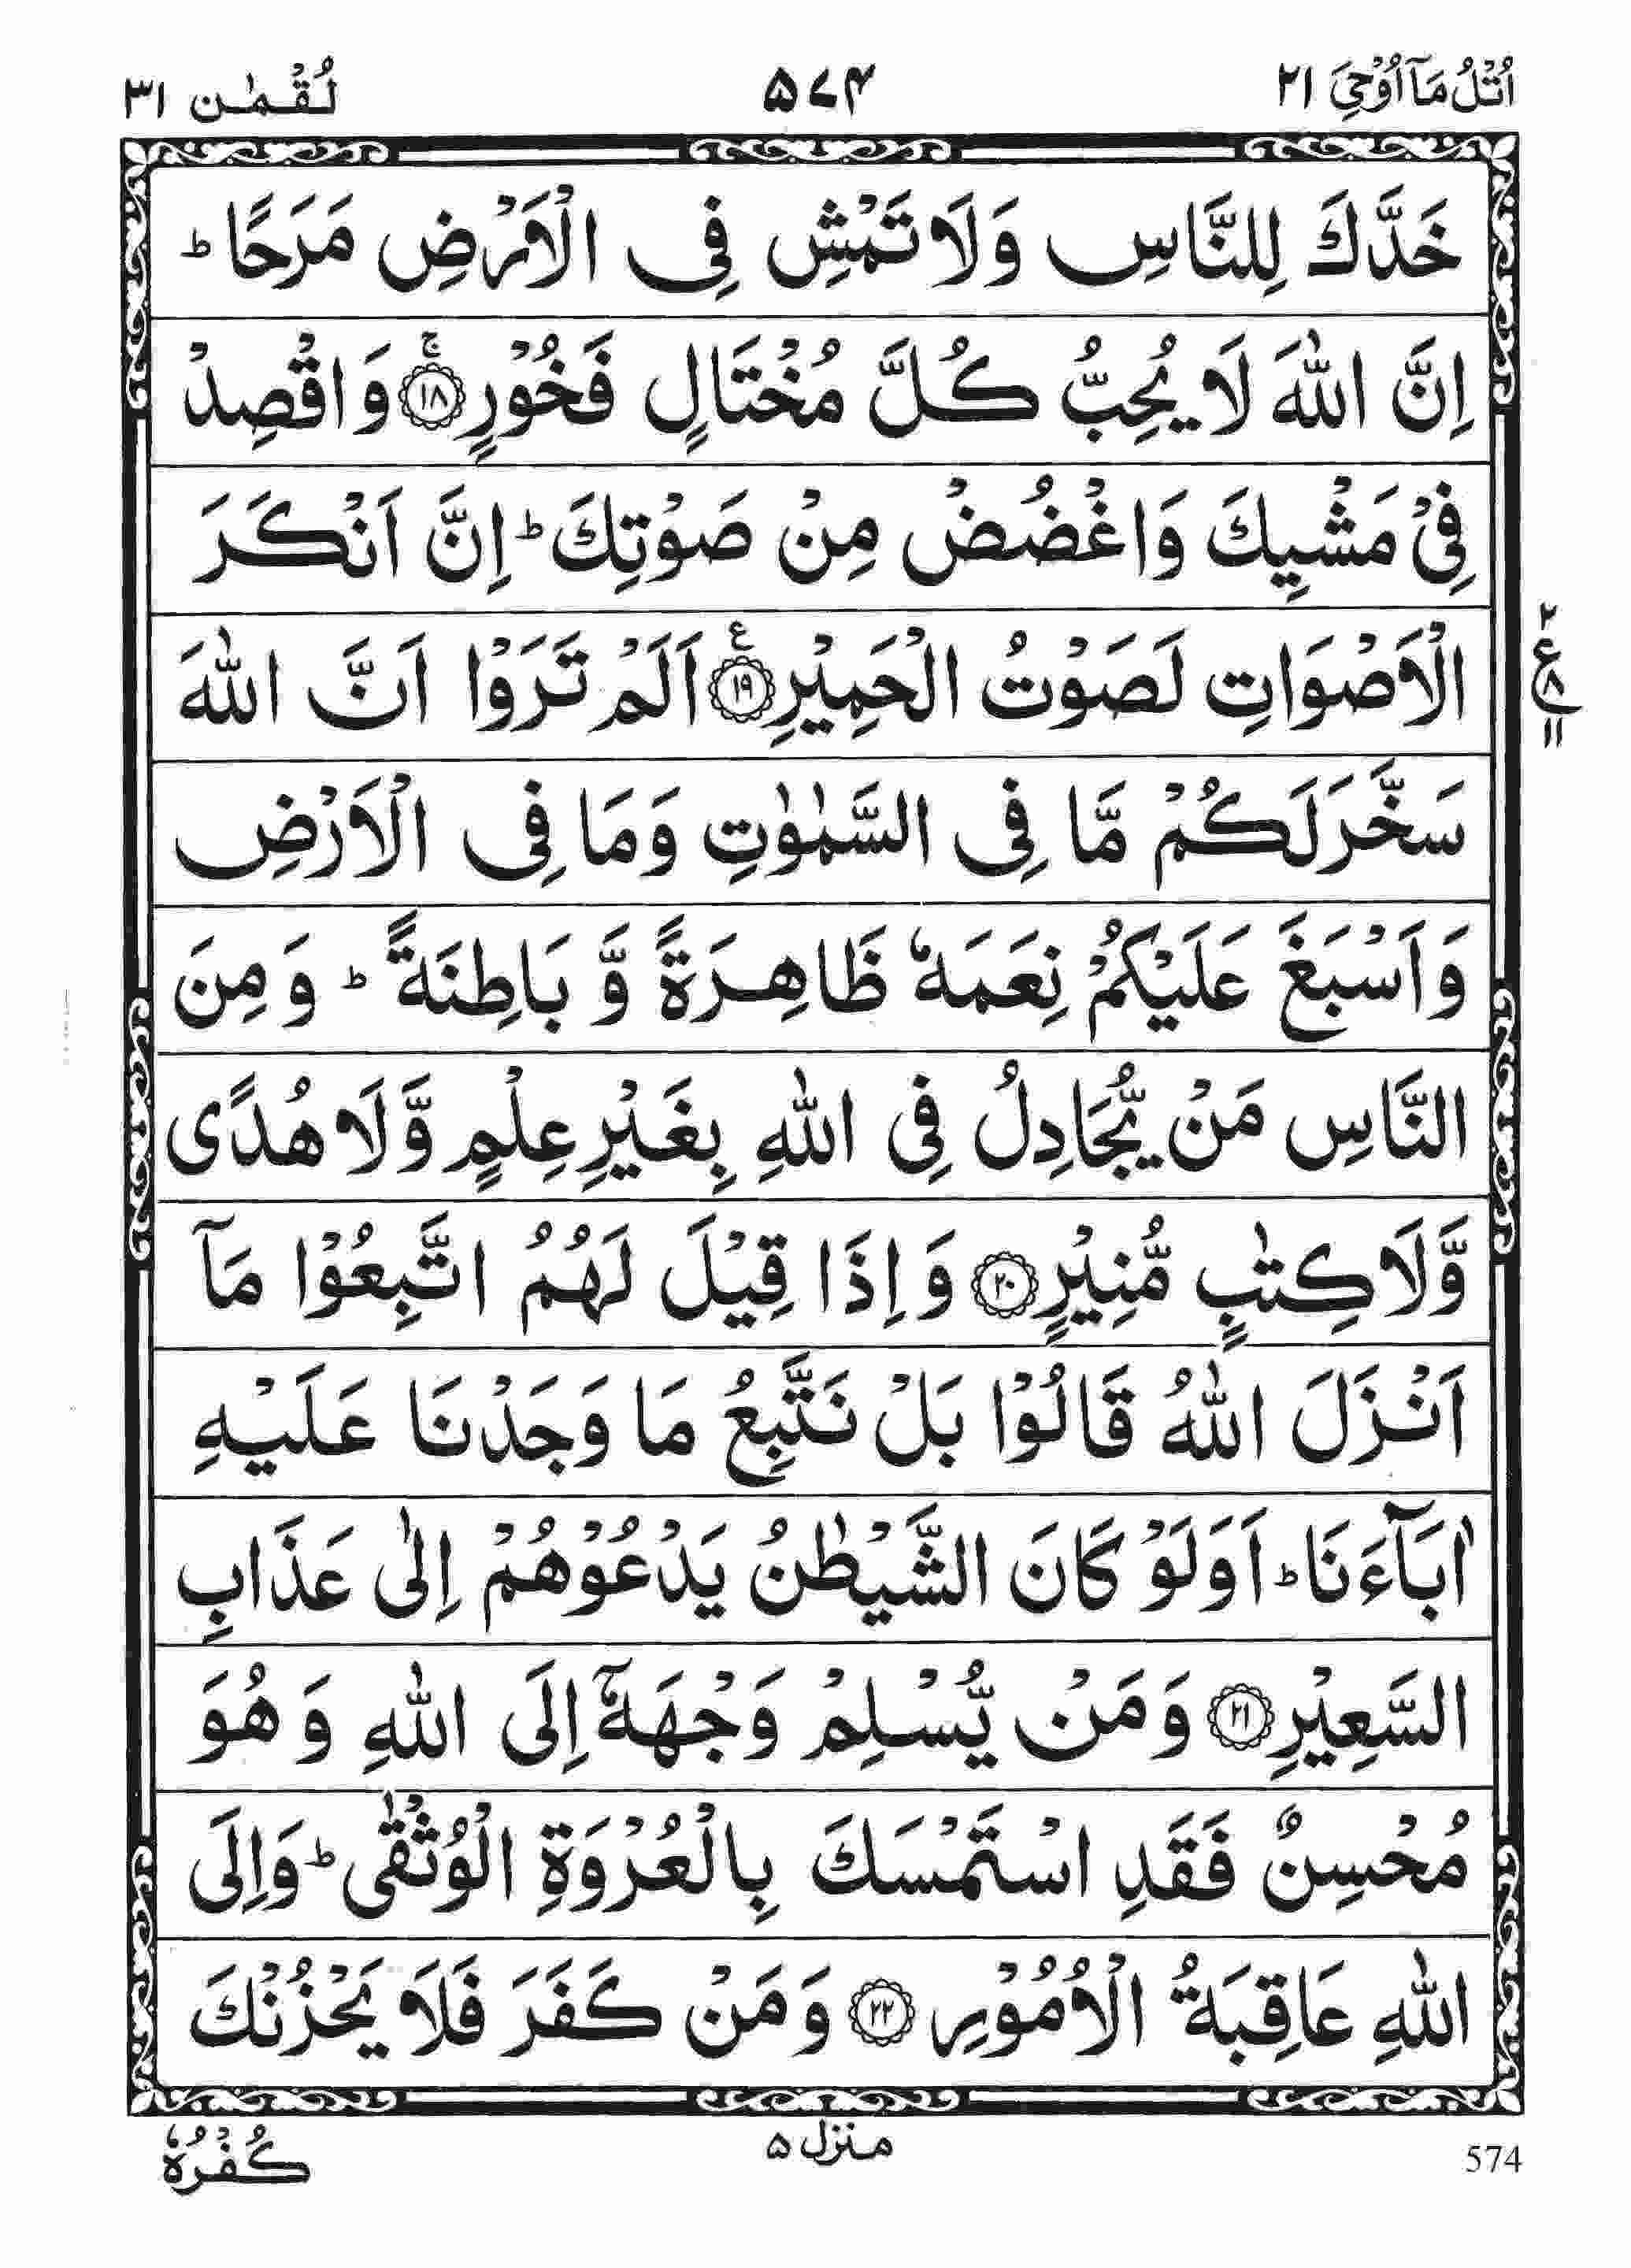 اُتْلُ مَآ اُوْحِيَ ٢١
٥٧٤
لُقْمٰن ٣١
خَدَّكَ لِلنَّاسِ وَلَا تَمْشِ فِى الْاَرْضِ مَرَحًا ؕ
اِنَّ اللّٰهَ لَا يُحِبُّ كُلَّ مُخْتَالٍ فَخُوْرٍ ۚ ﴿١٨﴾ وَاقْصِدْ
فِىْ مَشْيِكَ وَاغْضُضْ مِنْ صَوْتِكَ ؕ اِنَّ اَنْكَرَ
الْاَصْوَاتِ لَصَوْتُ الْحَمِيْرِ ﴿١٩﴾ ع اَلَمْ تَرَوْا اَنَّ اللّٰهَ
٢
ع
٨
١١
سَخَّرَ لَكُمْ مَّا فِى السَّمٰوٰتِ وَمَا فِى الْاَرْضِ
وَاَسْبَغَ عَلَيْكُمْ نِعَمَهٗ ظَاهِرَةً وَّ بَاطِنَةً ؕ وَمِنَ
النَّاسِ مَنْ يُّجَادِلُ فِى اللّٰهِ بِغَيْرِ عِلْمٍ وَّلَا هُدًى
وَّلَا كِتٰبٍ مُّنِيْرٍ ﴿٢٠﴾ وَاِذَا قِيْلَ لَهُمُ اتَّبِعُوْا مَآ
اَنْزَلَ اللّٰهُ قَالُوْا بَلْ نَتَّبِعُ مَا وَجَدْنَا عَلَيْهِ
اٰبَآءَنَا ؕ اَوَلَوْ كَانَ الشَّيْطٰنُ يَدْعُوْهُمْ اِلٰى عَذَابِ
السَّعِيْرِ ﴿٢١﴾ وَمَنْ يُّسْلِمْ وَجْهَهٗۤ اِلَى اللّٰهِ وَهُوَ
مُحْسِنٌ فَقَدِ اسْتَمْسَكَ بِالْعُرْوَةِ الْوُثْقٰى ؕ وَاِلَى
اللّٰهِ عَاقِبَةُ الْاُمُوْرِ ﴿٢٢﴾ وَمَنْ كَفَرَ فَلَا يَحْزُنْكَ
كُفْرُهٗ
منزل ٥
574